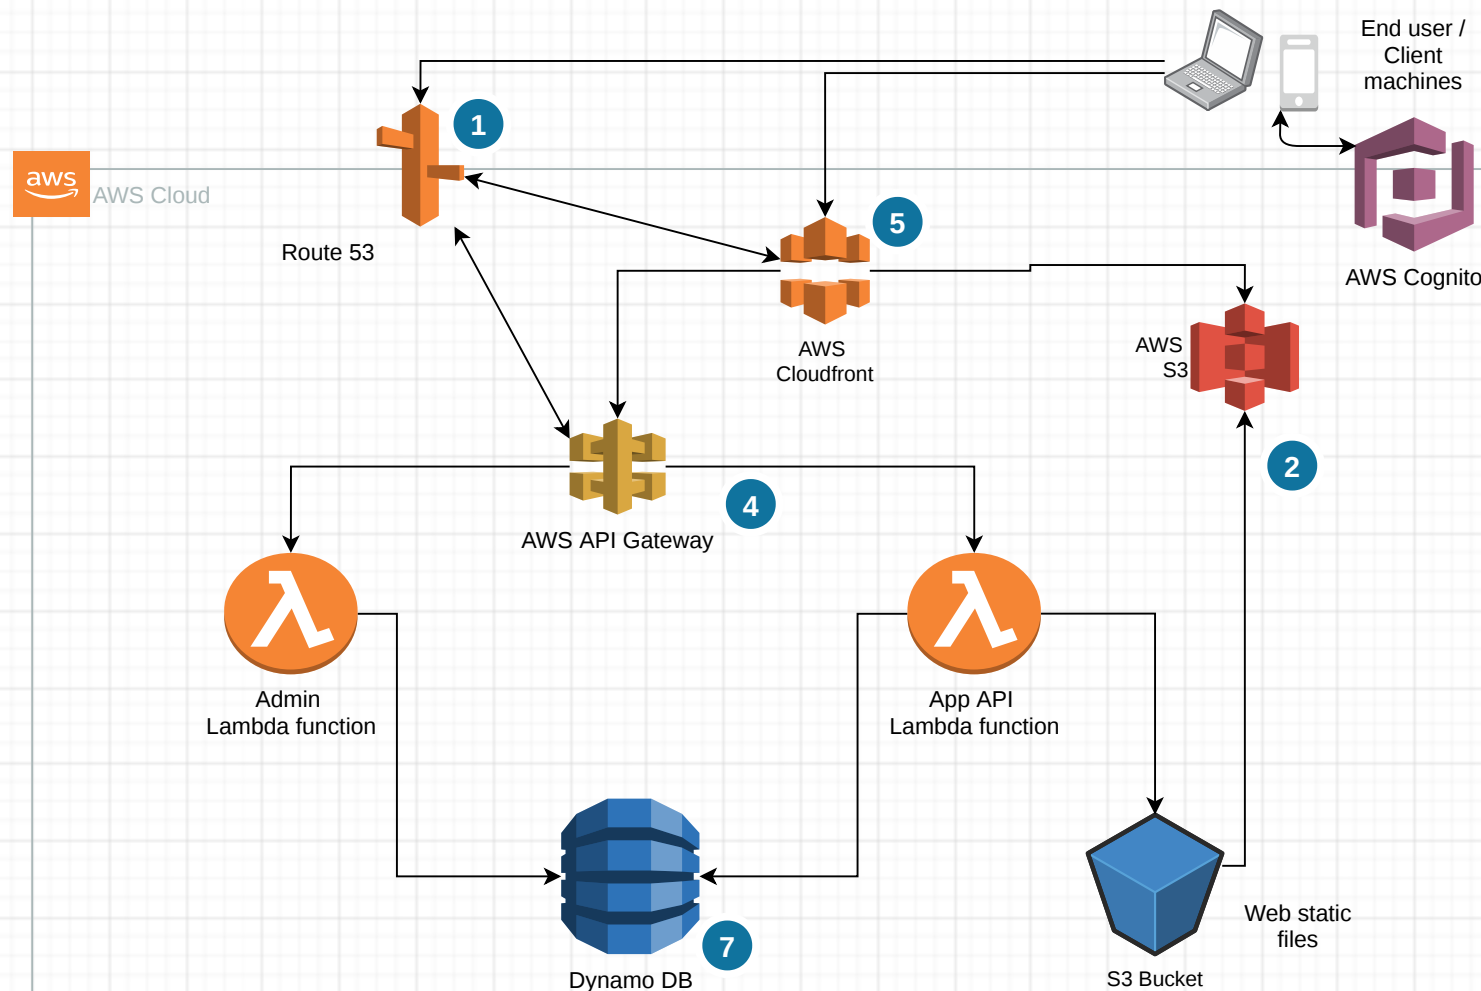 End user /
Client
machines
1
aws
AWS Cloud
Route 53
5
AWS Cognito
AWS
Cloudfront
AWS
S3
2
4
AWS API Gateway
Admin
Lambda function
App API
Lambda function
7
Dynamo DB
Web static
files
S3 Bucket